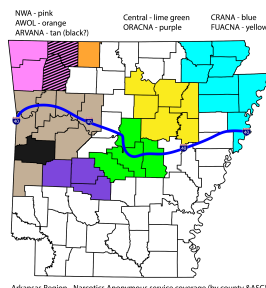 NWA - pink
AWOL - orange
ARVANA - tan (black?)
Central - lime green
ORACNA - purple
CRANA - blue
FUACNA - yellow
Arkansas Region - Narcotics Anonymous service coverage (by county &ASC)